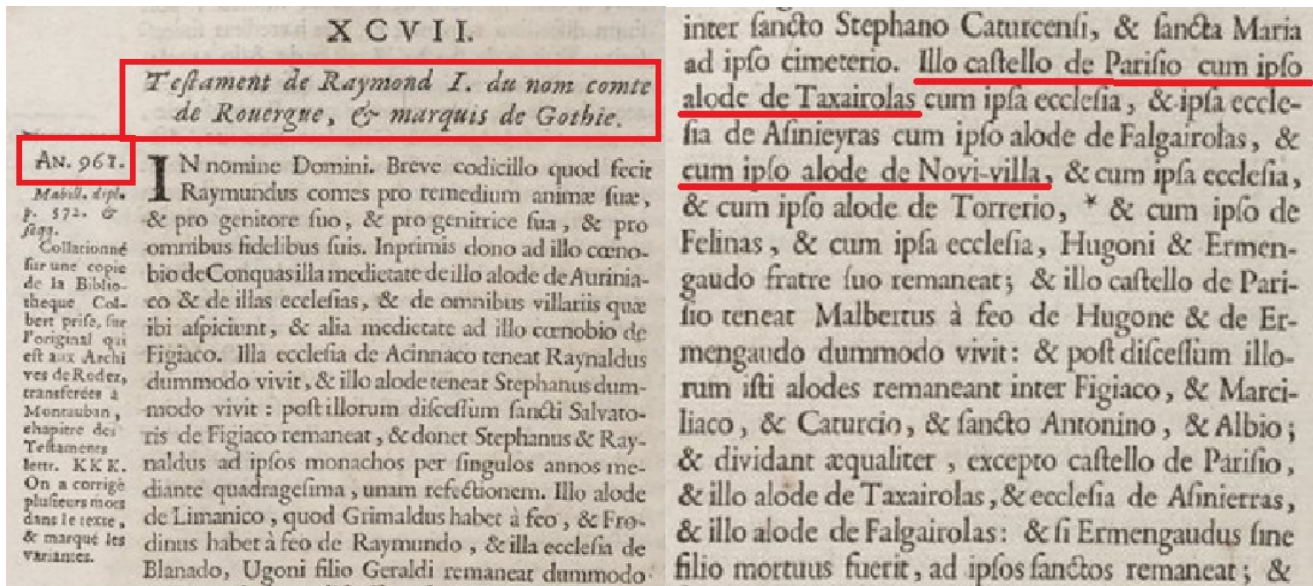 XCVII.
Teſtament de Raymond I. du nom comte
de Rouergue, & marquis de Gothie.
AN. 961.
Mabill. dipl.
p. 572. &
ſeqq.
Collationné
ſur une copie
de la Biblio-
theque Col-
bert priſe, ſur
l'original qui
eſt aux Archi
ves de Rodez,
transferées à
Montauban,
chapitre des
Teſtamens
lettr. KKK.
On a corrigé
pluſieurs mots
dans le texte,
& marqué les
variantes.
IN nomine Domini. Breve codicillo quod fecit
Raymundus comes pro remedium animæ ſuæ,
& pro genitore ſuo, & pro genitrice ſua, & pro
omnibus fidelibus ſuis. Inprimis dono ad illo cœno-
bio de Conquas illa medietate de illo alode de Aurinia-
co & de illas eccleſias, & de omnibus villariis quæ
ibi aſpiciunt, & alia medietate ad illo cœnobio de
Figiaco. Illa eccleſia de Acinnaco teneat Raynaldus
dummodo vivit, & illo alode teneat Stephanus dum-
modo vivit : poſt illorum diſceſſum ſancti Salvato-
ris de Figiaco remaneat, & donet Stephanus & Ray-
naldus ad ipſos monachos per ſingulos annos me-
diante quadrageſima, unam refectionem. Illo alode
de Limanico, quod Grimaldus habet à feo, & Fro-
dinus habet à feo de Raymundo, & illa eccleſia de
Blanado, Ugoni filio Geraldi remaneat dummodo
inter ſancto Stephano Caturcenſi, & ſancta Maria
ad ipſo cimeterio. Illo caſtello de Pariſio cum ipſo
alode de Taxairolas cum ipſa eccleſia, & ipſa eccle-
ſia de Aſinieyras cum ipſo alode de Falgairolas, &
cum ipſo alode de Novi-villa, & cum ipſa eccleſia,
& cum ipſo alode de Torrerio, * & cum ipſo de
Felinas, & cum ipſa eccleſia, Hugoni & Ermen-
gaudo fratre ſuo remaneat; & illo caſtello de Pari-
ſio teneat Malbertus à feo de Hugone & de Er-
mengaudo dummodo vivit: & poſt diſceſſum illo-
rum iſti alodes remaneant inter Figiaco, & Marci-
liaco, & Caturcio, & ſancto Antonino, & Albio;
& dividant æqualiter, excepto caſtello de Pariſio,
& illo alode de Taxairolas, & eccleſia de Aſinierras,
& illo alode de Falgairolas: & ſi Ermengaudus ſine
filio mortuus fuerit, ad ipſos ſanctos remaneat; &